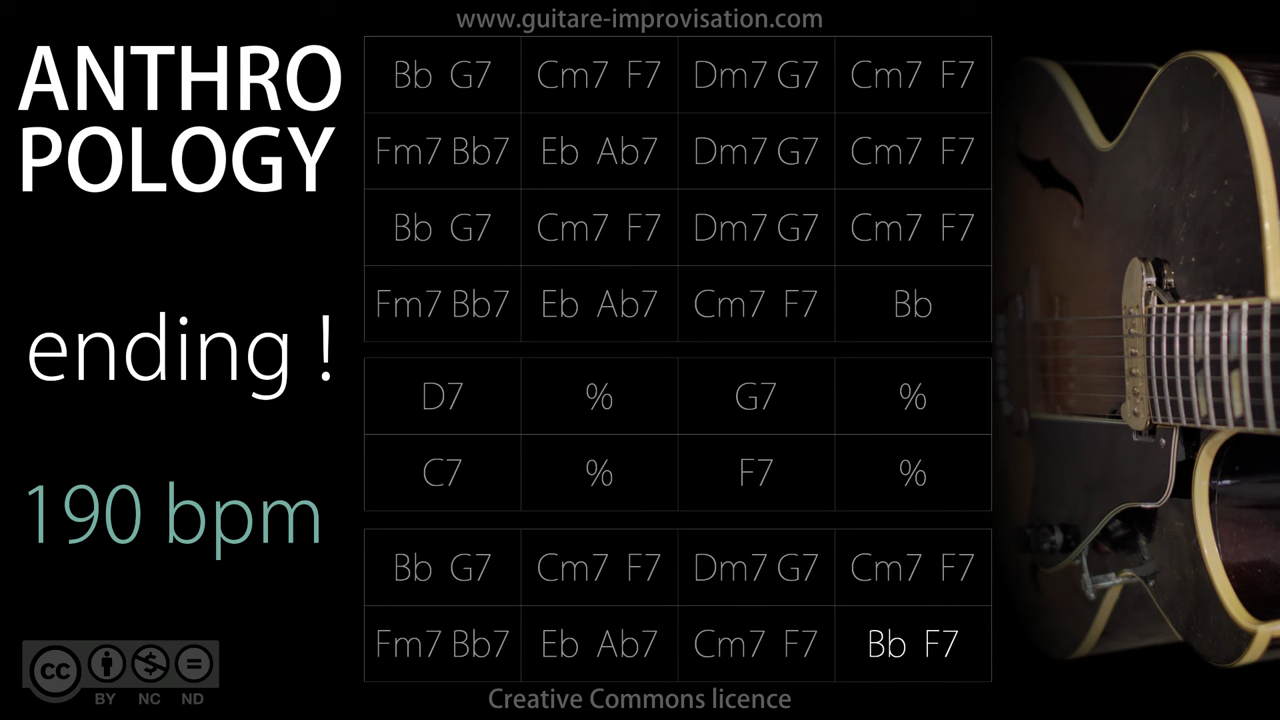 www.guitare-improvisation.com
ANTHRO
POLOGY
ending !
190 bpm
Bb G7 Cm7 F7 Dm7 G7 Cm7 F7
Fm7 Bb7 Eb Ab7 Dm7 G7 Cm7 F7
Bb G7 Cm7 F7 Dm7 G7 Cm7 F7
Fm7 Bb7 Eb Ab7 Cm7 F7 Bb
D7 % G7 %
C7 % F7 %
Bb G7 Cm7 F7 Dm7 G7 Cm7 F7
Fm7 Bb7 Eb Ab7 Cm7 F7 Bb F7
cc
BY NC ND
Creative Commons licence